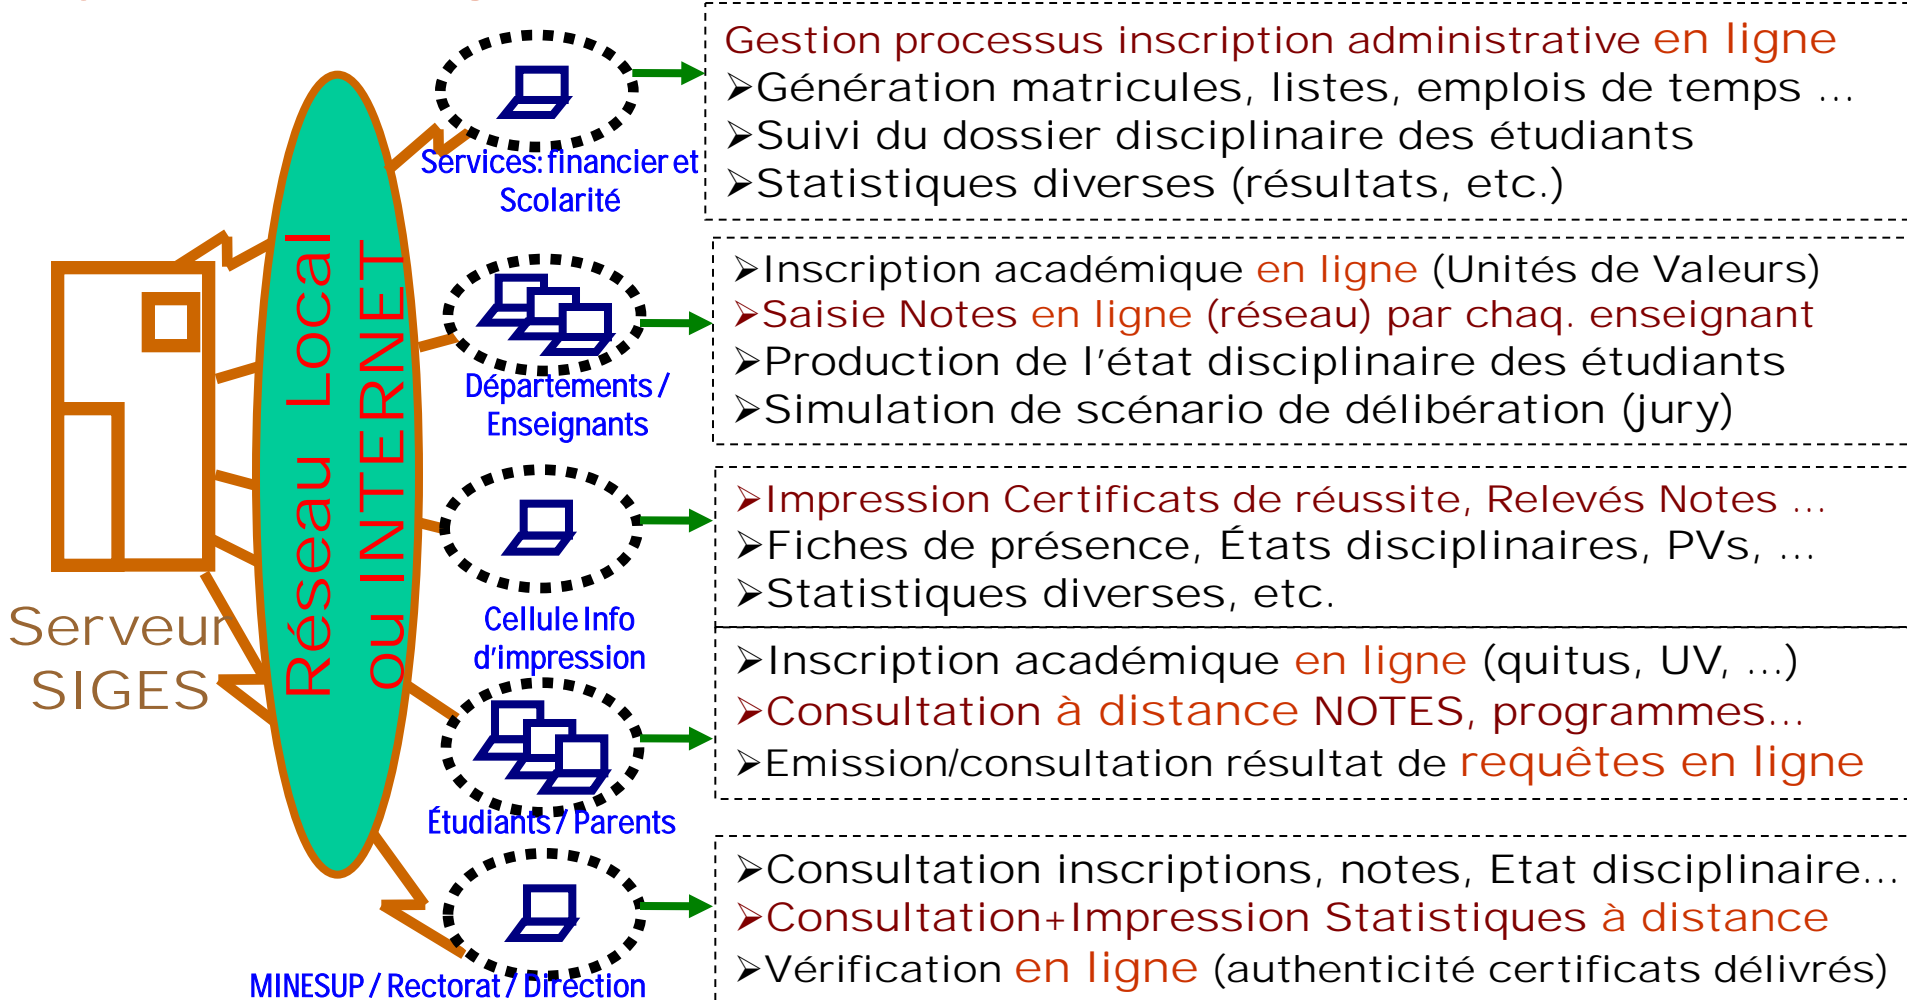 Gestion processus inscription administrative en ligne
➢Génération matricules, listes, emplois de temps ...
➢Suivi du dossier disciplinaire des étudiants
➢Statistiques diverses (résultats, etc.)
Services: financier et
Scolarité
➢Inscription académique en ligne (Unités de Valeurs)
➢Saisie Notes en ligne (réseau) par chaq. enseignant
➢Production de l’état disciplinaire des étudiants
➢Simulation de scénario de délibération (jury)
Départements /
Enseignants
Réseau Local
ou INTERNET
➢Impression Certificats de réussite, Relevés Notes ...
➢Fiches de présence, États disciplinaires, PVs, ...
➢Statistiques diverses, etc.
Cellule Info
d'impression
Serveur
SIGES
➢Inscription académique en ligne (quitus, UV, ...)
➢Consultation à distance NOTES, programmes...
➢Emission/consultation résultat de requêtes en ligne
Étudiants / Parents
➢Consultation inscriptions, notes, Etat disciplinaire...
➢Consultation+Impression Statistiques à distance
➢Vérification en ligne (authenticité certificats délivrés)
MINESUP / Rectorat / Direction